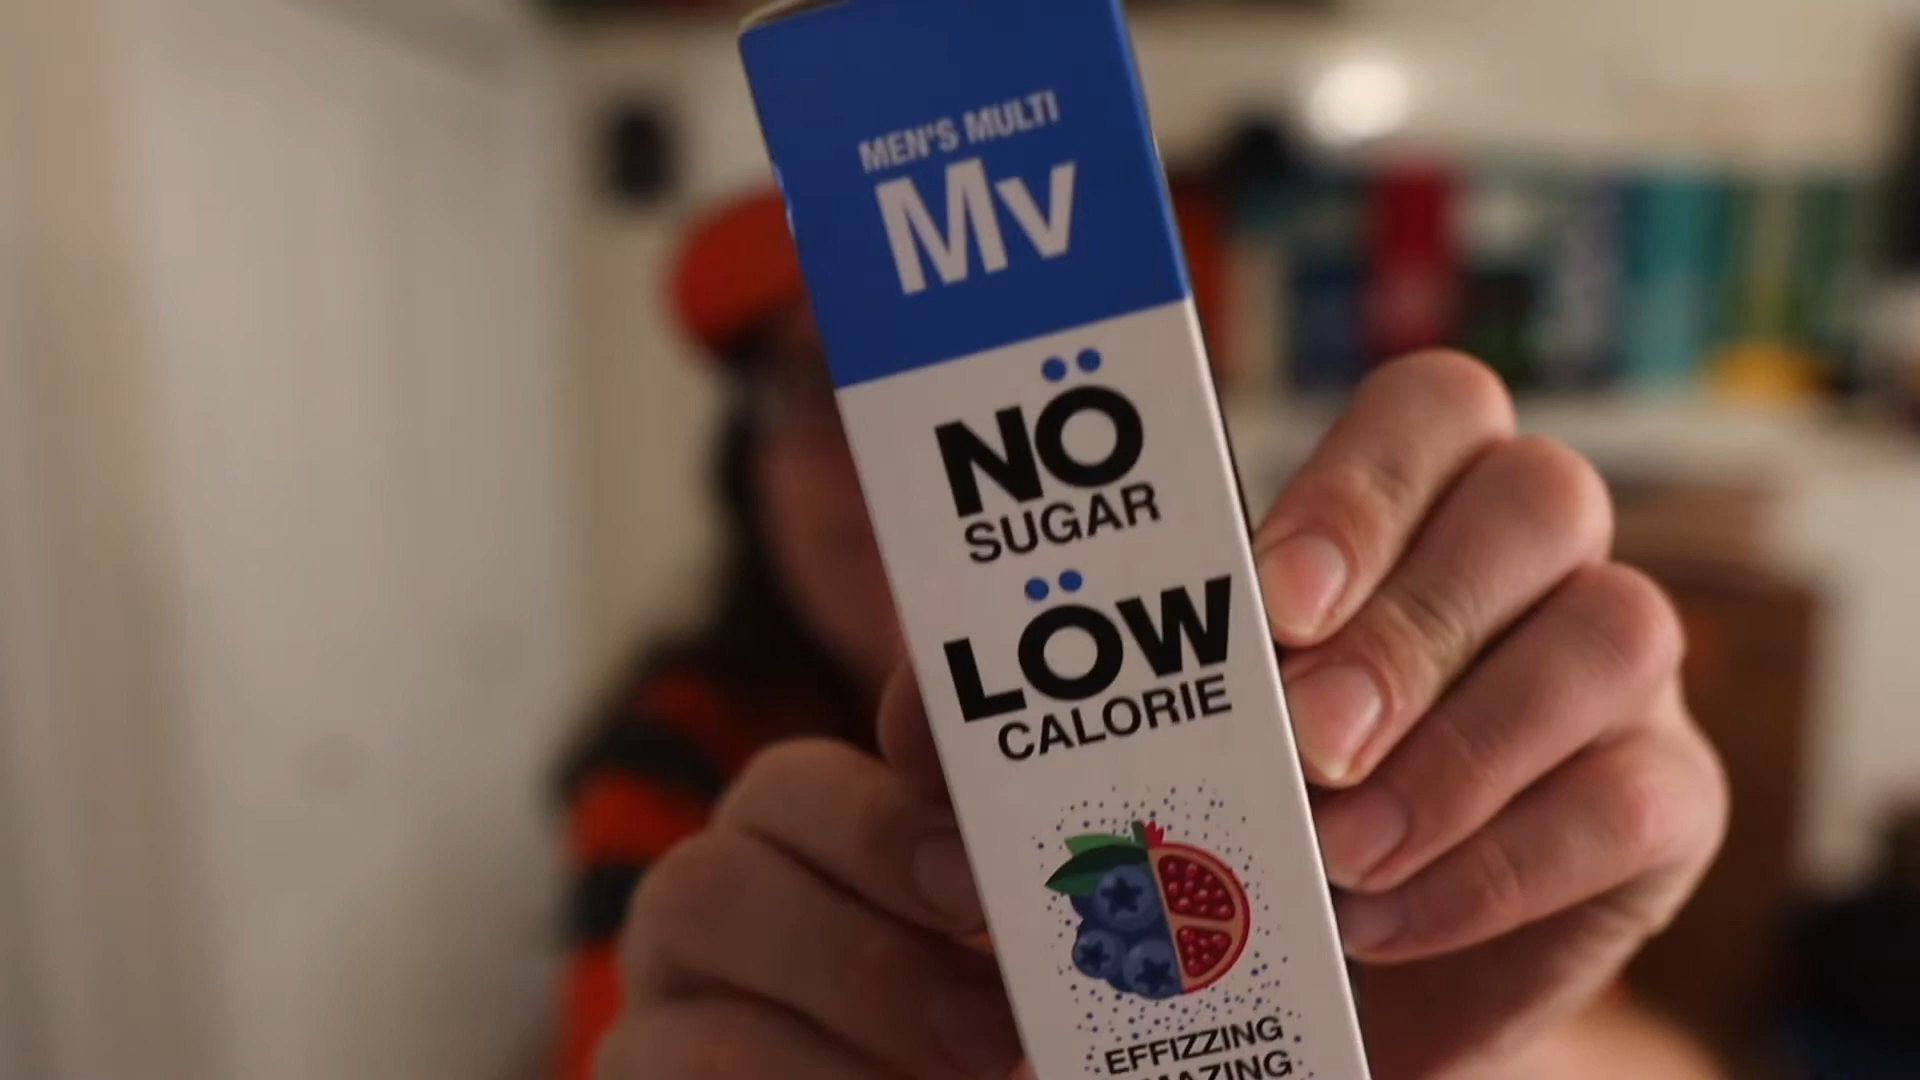 MEN'S MULTI
Mv
NÖ
SUGAR
LÖW
CALORIE
EFFIZZING